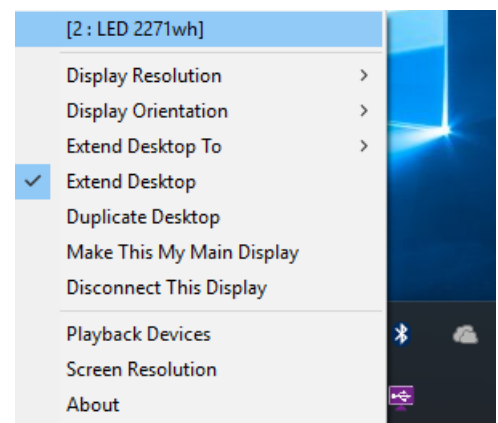 [2 : LED 2271wh]
Display Resolution
Display Orientation
Extend Desktop To
Extend Desktop
Duplicate Desktop
Make This My Main Display
Disconnect This Display
Playback Devices
Screen Resolution
About